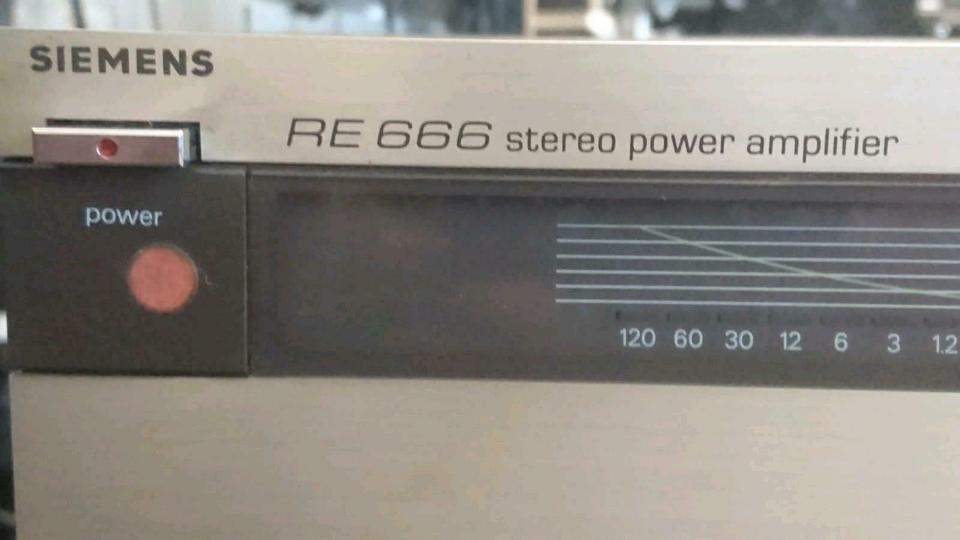 SIEMENS
RE 666 stereo power amplifier
power
120 60 30 12 6 3 1.2